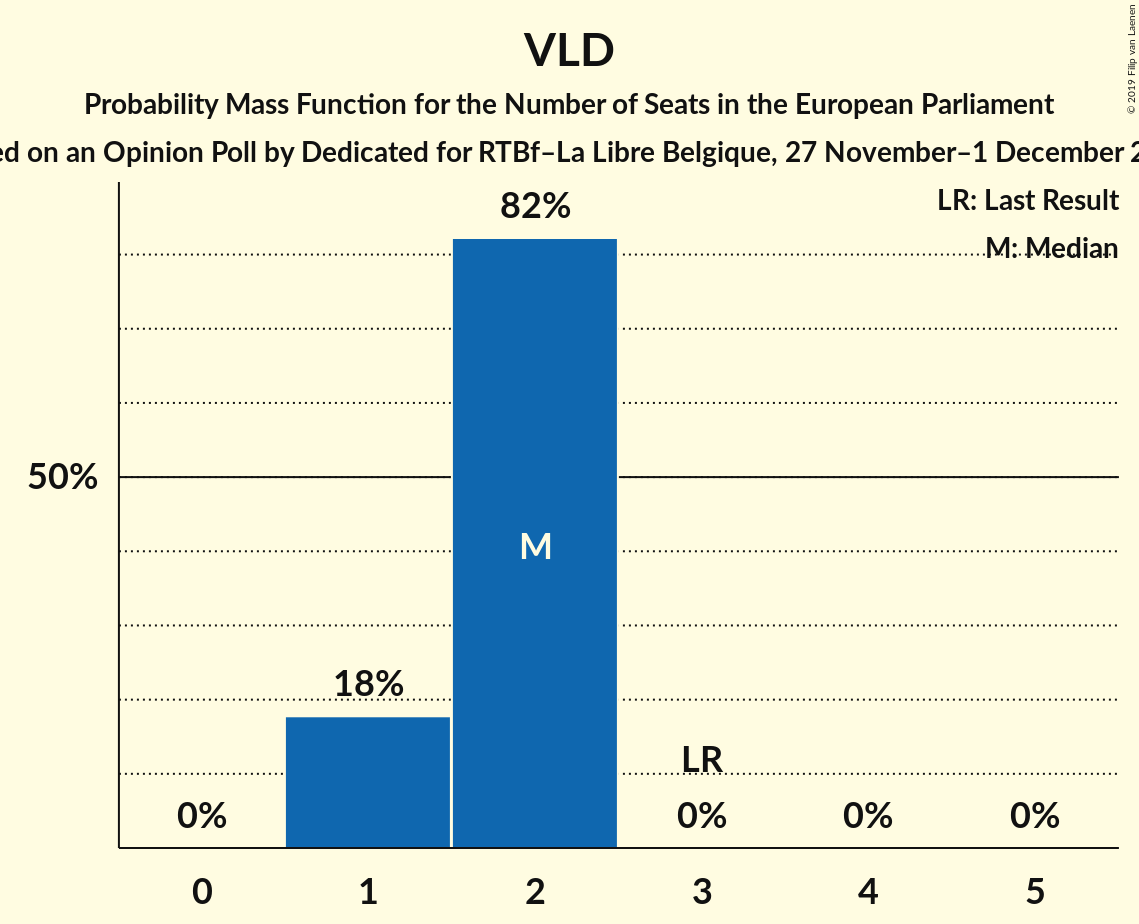 VLD
Probability Mass Function for the Number of Seats in the European Parliament
on an Opinion Poll by Dedicated for RTBf–La Libre Belgique, 27 November–1 December
© 2019 Filip van Laenen
LR: Last Result
M: Median
82%
50%
M
18%
LR
0%
0%
0%
0%
0
1
2
3
4
5